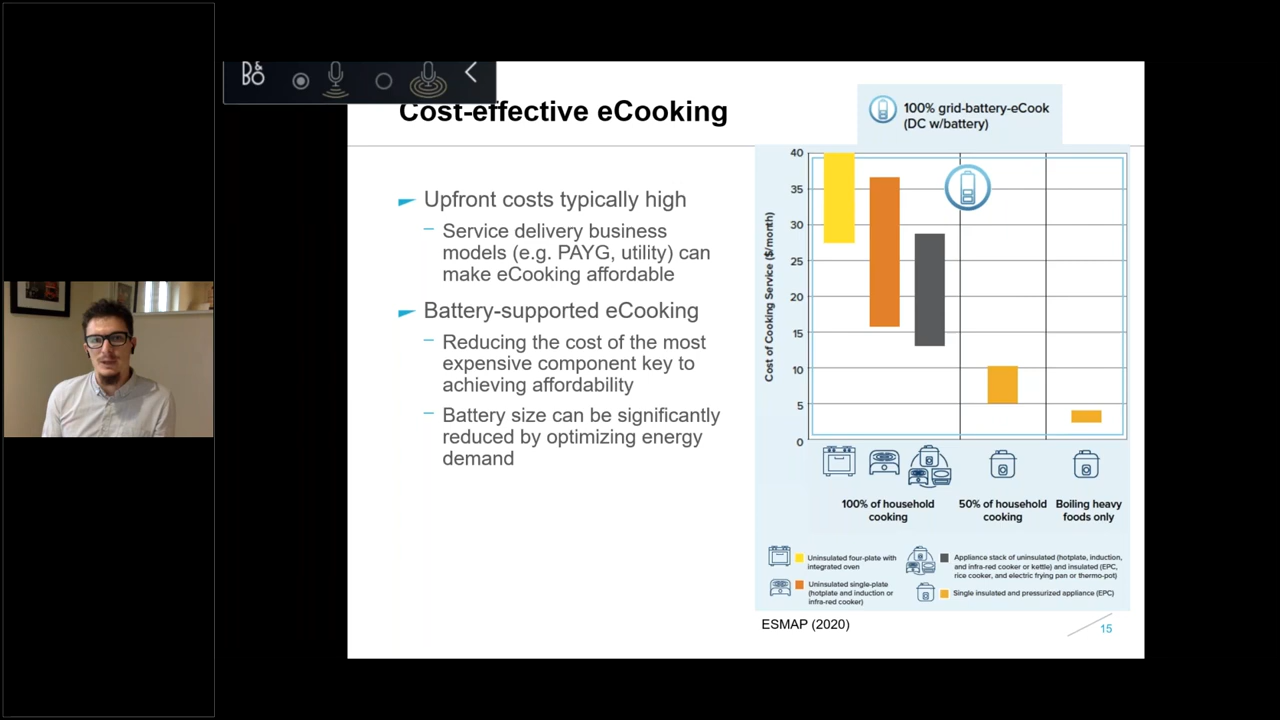 B&
BO
Cost-effective eCooking
Upfront costs typically high
Service delivery business
models (e.g. PAYG, utility) can
make eCooking affordable
Battery-supported eCooking
Reducing the cost of the most
expensive component key to
achieving affordability
Battery size can be significantly
reduced by optimizing energy
demand
100% grid-battery-eCook
(DC w/battery)
Cost of Cooking Service ($/month)
40
35
30
25
20
15
10
5
0
100% of household
cooking
50% of household
cooking
Boiling heavy
foods only
Uninsulated four-plate with
integrated oven
Uninsulated single-plate
(hotplate and induction or
infra-red cooker)
Appliance stack of uninsulated (hotplate, induction,
and infra-red cooker or kettle) and insulated (EPC,
rice cooker, and electric frying pan or thermo-pot)
Single insulated and pressurized appliance (EPC)
ESMAP (2020)
15